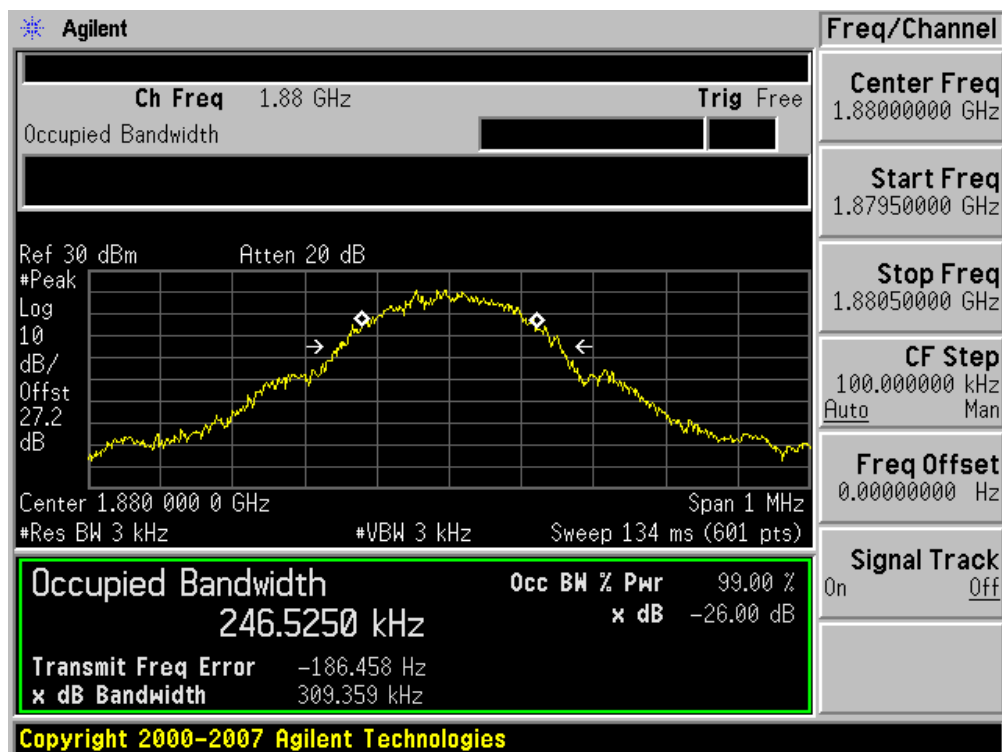 Agilent
Freq/Channel
Ch Freq 1.88 GHz Trig Free
Occupied Bandwidth
Center Freq
1.88000000 GHz
Start Freq
1.87950000 GHz
Stop Freq
1.88050000 GHz
CF Step
100.000000 kHz
Auto Man
Freq Offset
0.00000000 Hz
Signal Track
On Off
Ref 30 dBm Atten 20 dB
#Peak
Log
10
dB/
Offst
27.2
dB
Center 1.880 000 0 GHz Span 1 MHz
#Res BW 3 kHz #VBW 3 kHz Sweep 134 ms (601 pts)
Occupied Bandwidth Occ BW % Pwr 99.00 %
246.5250 kHz x dB -26.00 dB
Transmit Freq Error -186.458 Hz
x dB Bandwidth 309.359 kHz
Copyright 2000-2007 Agilent Technologies